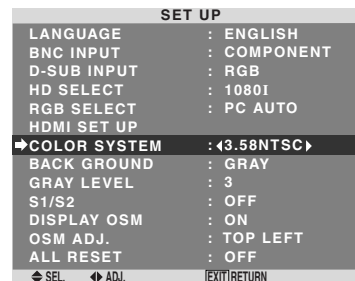 SET UP
LANGUAGE : ENGLISH
BNC INPUT : COMPONENT
D-SUB INPUT : RGB
HD SELECT : 1080I
RGB SELECT : PC AUTO
HDMI SET UP
COLOR SYSTEM : 3.58NTSC
BACK GROUND : GRAY
GRAY LEVEL : 3
S1/S2 : OFF
DISPLAY OSM : ON
OSM ADJ. : TOP LEFT
ALL RESET : OFF
SEL. ADJ. EXIT RETURN